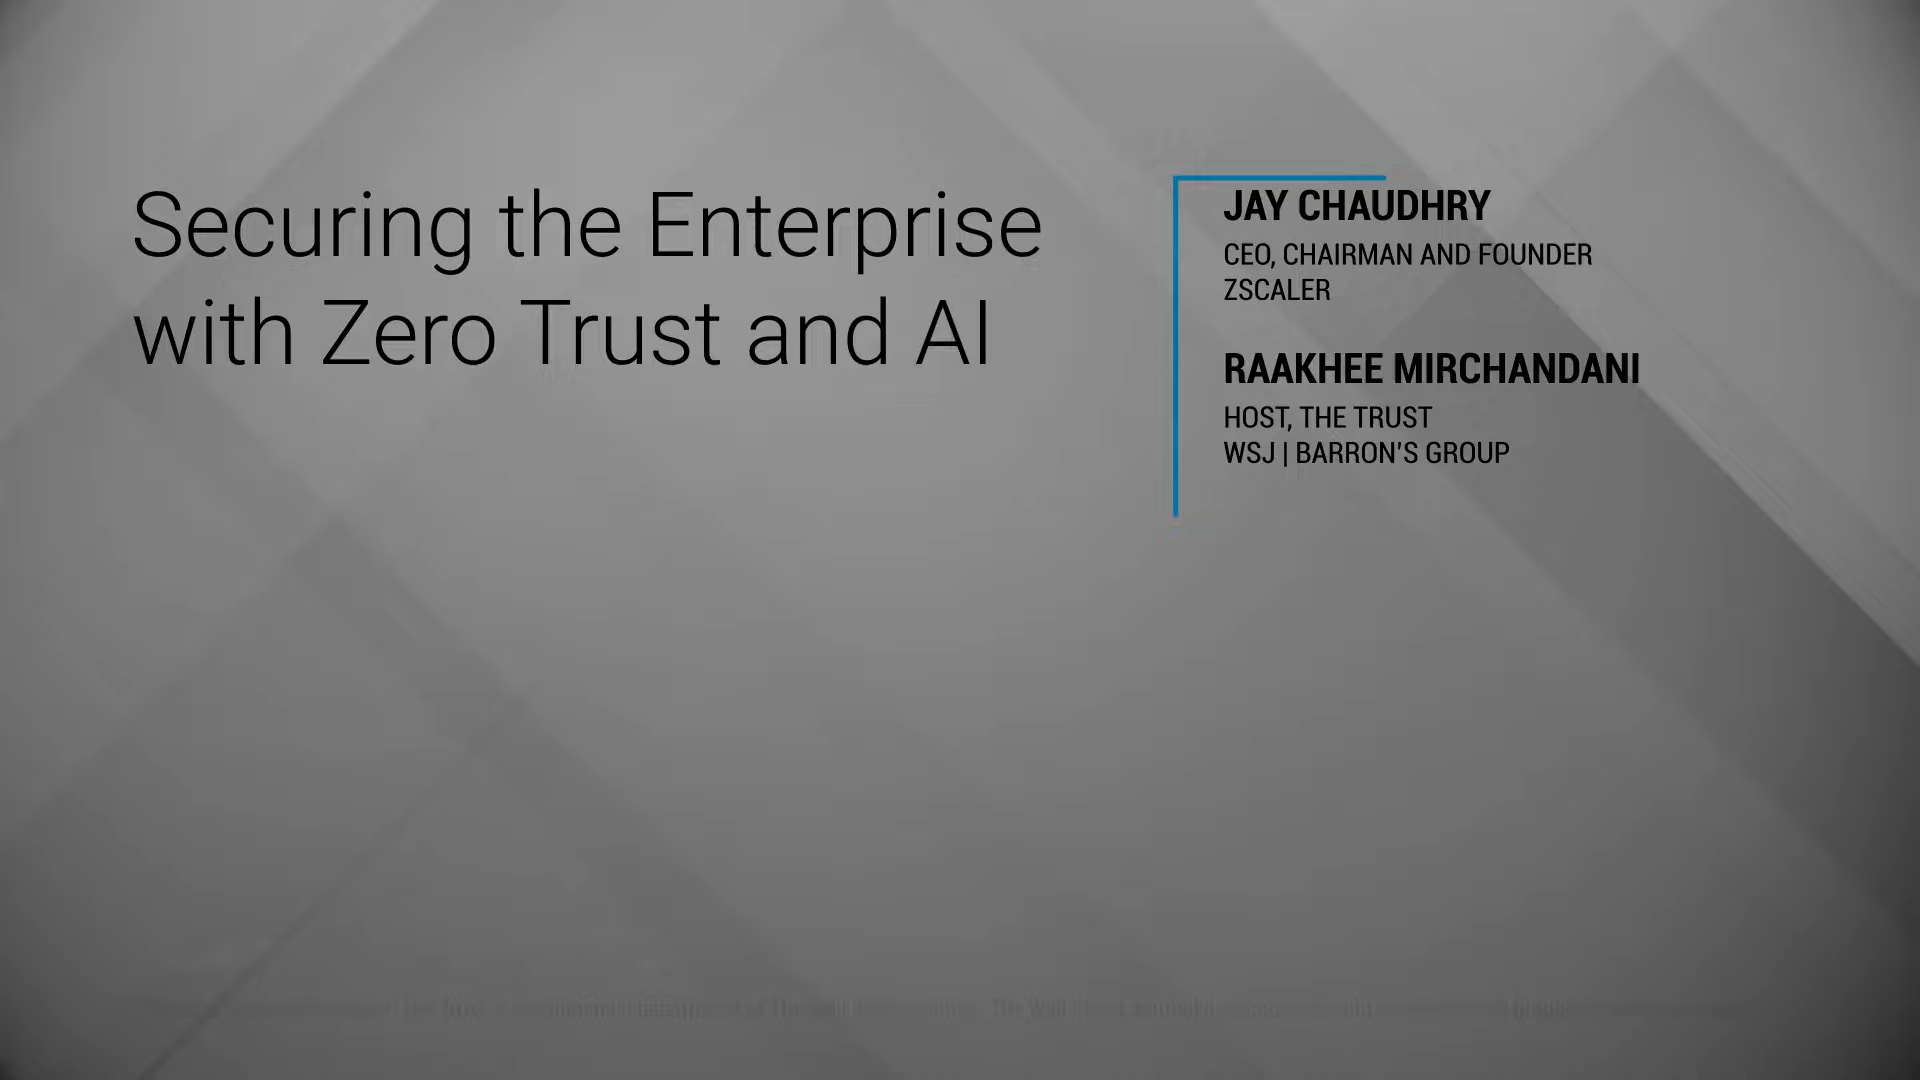 Securing the Enterprise
with Zero Trust and AI
JAY CHAUDHRY
CEO, CHAIRMAN AND FOUNDER
ZSCALER
RAAKHEE MIRCHANDANI
HOST, THE TRUST
WSJ | BARRON'S GROUP